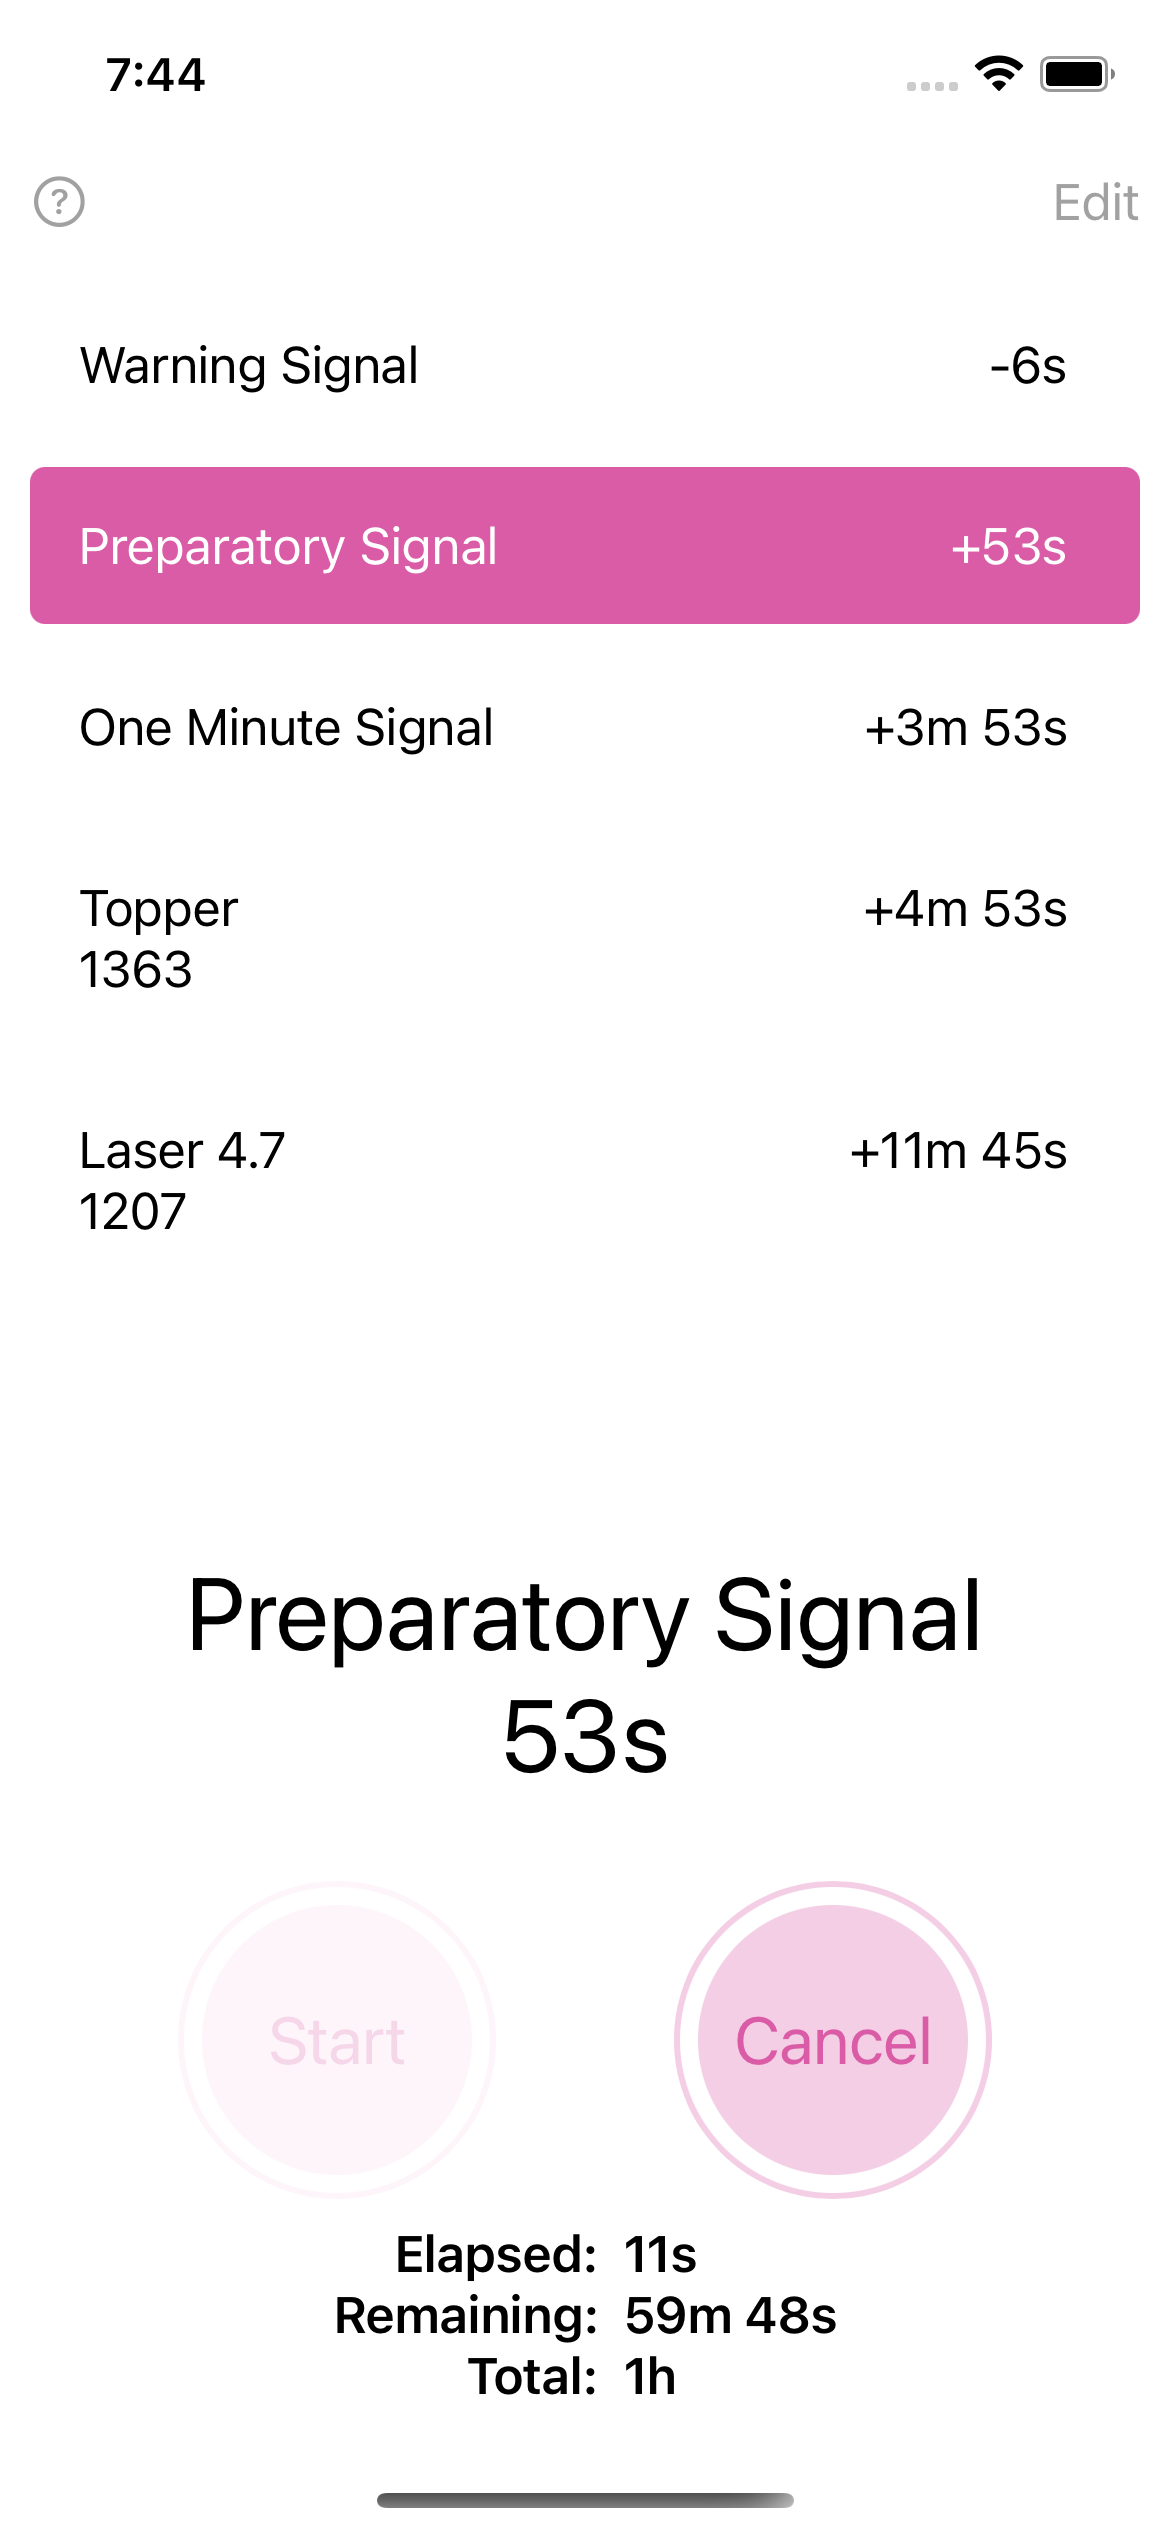 7:44
?
Edit
Warning Signal -6s
Preparatory Signal +53s
One Minute Signal +3m 53s
Topper +4m 53s
1363
Laser 4.7 +11m 45s
1207
Preparatory Signal
53s
Start
Cancel
Elapsed: 11s
Remaining: 59m 48s
Total: 1h